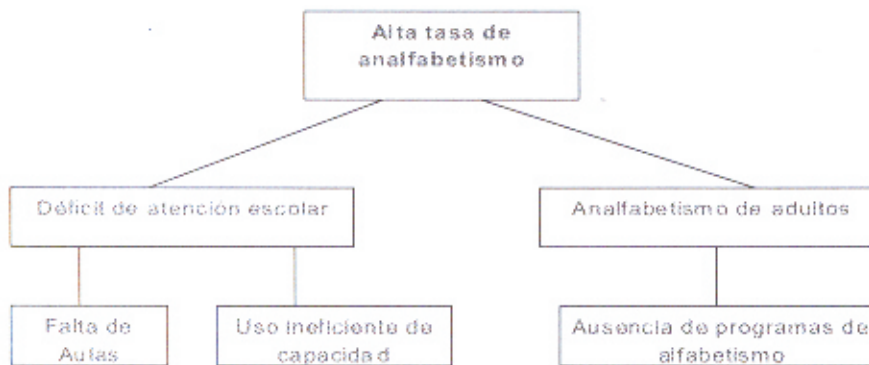 Alta tasa de
analfabetismo
Déficit de atención escolar
Analfabetismo de adultos
Falta de
Aulas
Uso ineficiente de
capacidad
Ausencia de programas de
alfabetismo